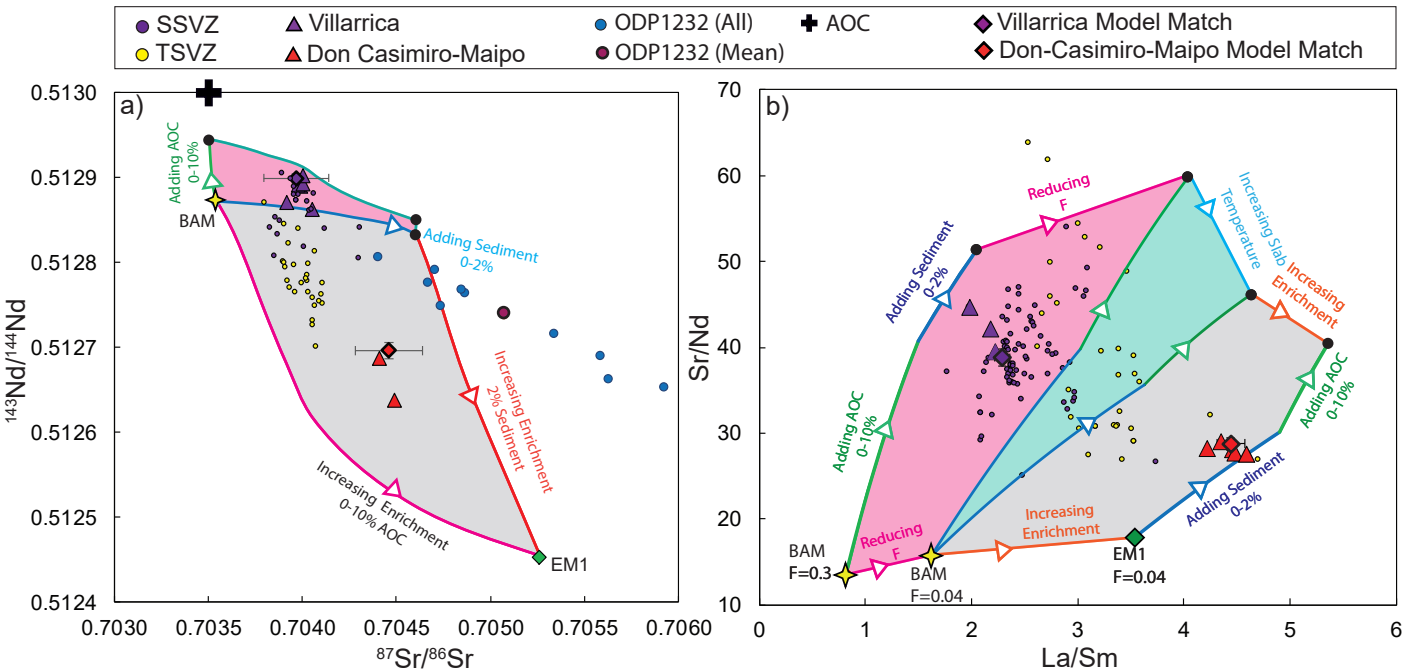 SSVZ
Villarrica
ODP1232 (All)
AOC
Villarrica Model Match
TSVZ
Don Casimiro-Maipo
ODP1232 (Mean)
Don-Casimiro-Maipo Model Match
a)
0.5130
0.5129
0.5128
0.5127
0.5126
0.5125
0.5124
143Nd/144Nd
0.7030
0.7035
0.7040
0.7045
0.7050
0.7055
0.7060
87Sr/86Sr
Adding AOC
0-10%
BAM
Adding Sediment
0-2%
Increasing Enrichment
2% Sediment
Increasing Enrichment
0-10% AOC
EM1
b)
70
60
50
40
30
20
10
Sr/Nd
0
1
2
3
4
5
6
La/Sm
Reducing
F
Increasing Slab
Temperature
Adding Sediment
0-2%
Increasing
Enrichment
Adding AOC
0-10%
Adding AOC
0-10%
Adding Sediment
0-2%
Increasing
Enrichment
Reducing
F
BAM
F=0.3
BAM
F=0.04
EM1
F=0.04